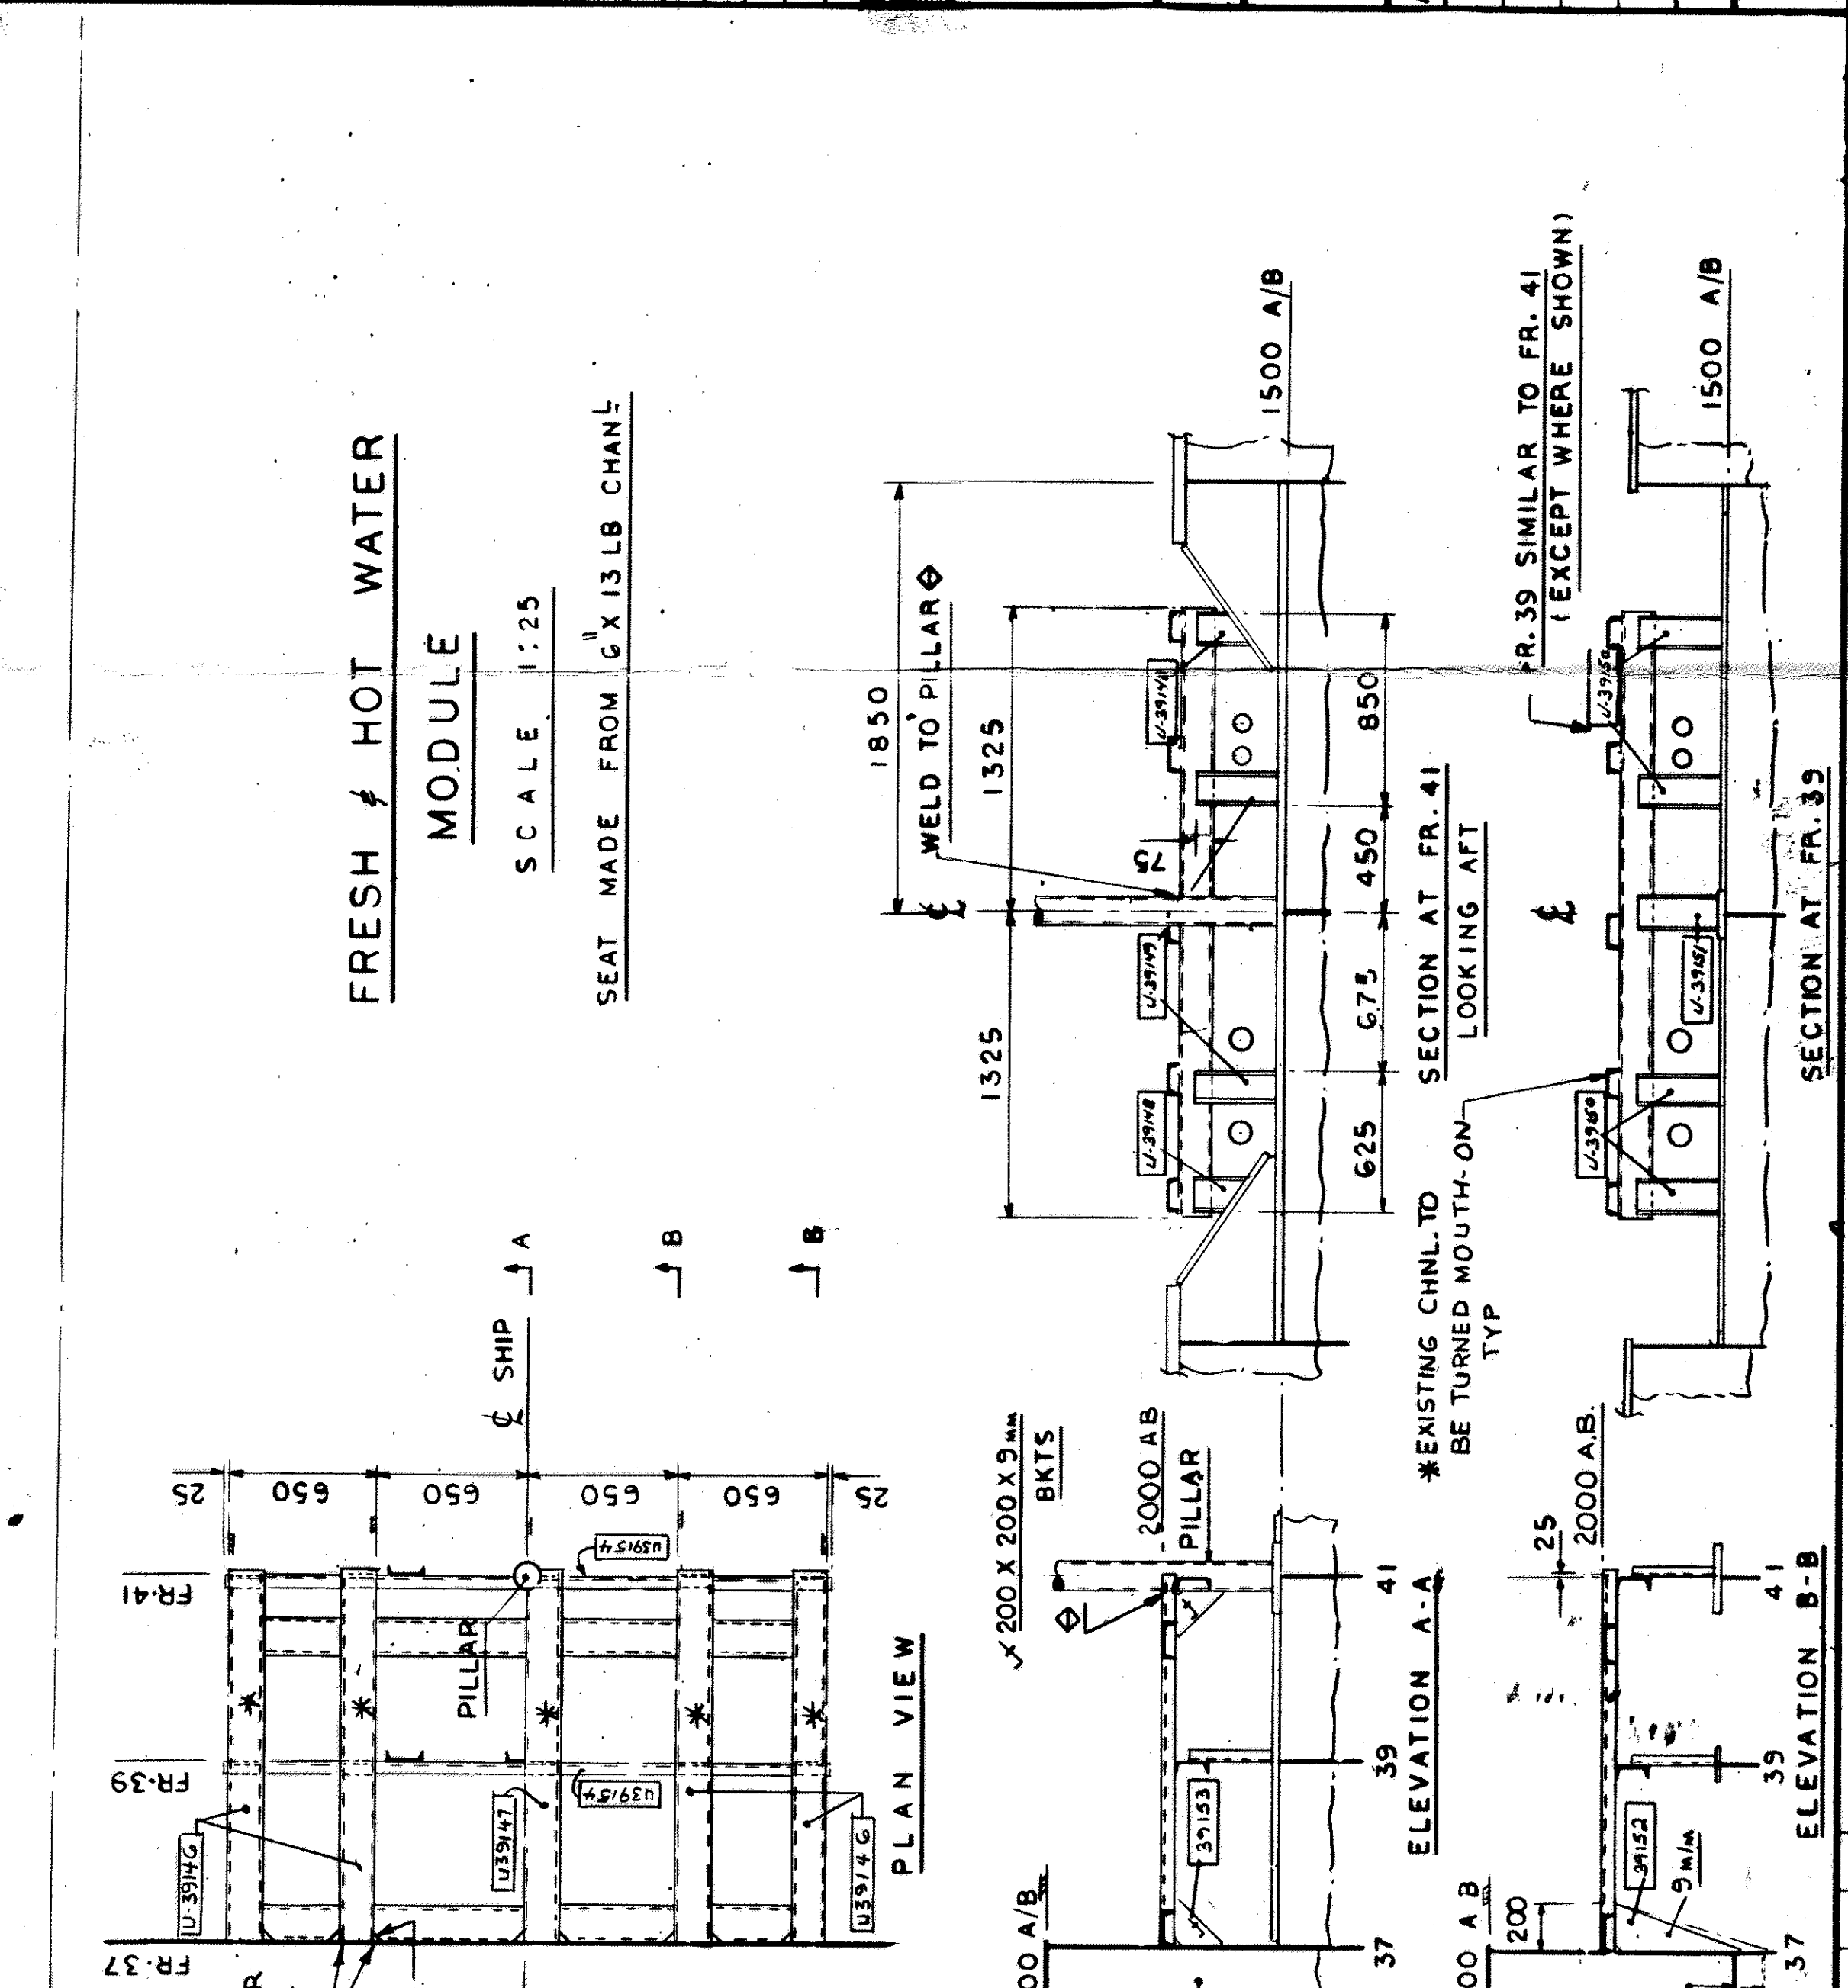 FRESH & HOT WATER
MODULE
SCALE 1:25
SEAT MADE FROM 6" X 13 LB CHANL
1850
WELD TO PILLAR
1325
1325
℄
75
U-39148
U-39149
625
675
450
850
1500 A/B
SECTION AT FR. 41
LOOKING AFT
*EXISTING CHNL. TO
BE TURNED MOUTH-ON
TYP
FR. 39 SIMILAR TO FR. 41
(EXCEPT WHERE SHOWN)
℄
U-39150
U-39151
U-39150
1500 A/B
SECTION AT FR. 39
A
B
B
℄ SHIP
25
650
650
650
650
25
FR.41
FR.39
FR.37
U39154
PILLAR
*
*
*
*
*
U-39146
U39147
U39154
U39146
PLAN VIEW
200 X 200 X 9MM
BKTS
2000 AB
PILLAR
39153
37
39
41
ELEVATION A-A
2000 A.B.
25
200
39152
9 M/M
37
39
41
ELEVATION B-B